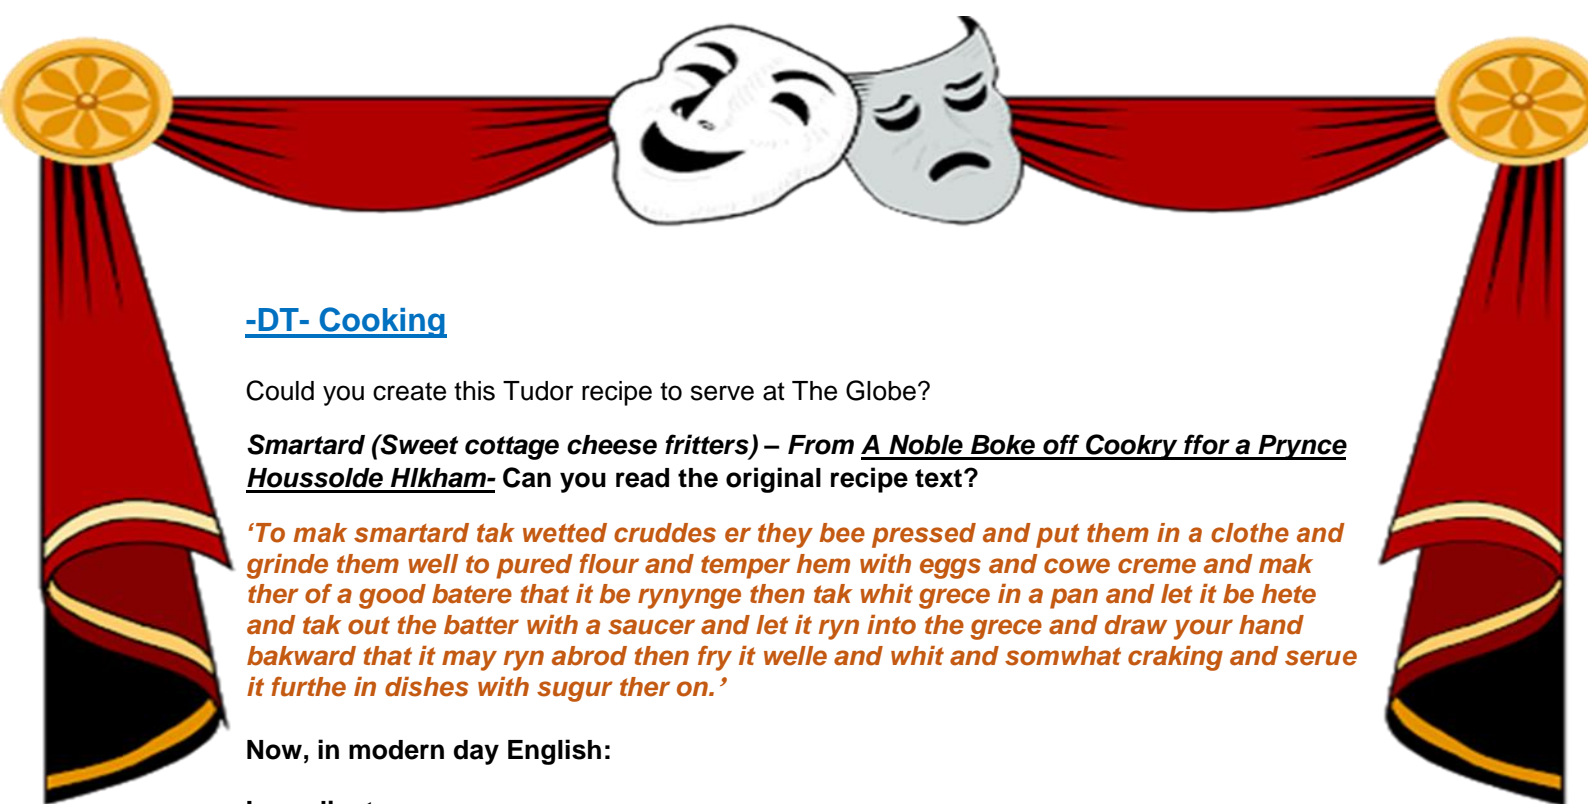 -DT- Cooking
Could you create this Tudor recipe to serve at The Globe?
Smartard (Sweet cottage cheese fritters) – From A Noble Boke off Cookry ffor a Prynce
Houssolde Hlkham- Can you read the original recipe text?
‘To mak smartard tak wetted cruddes er they bee pressed and put them in a clothe and
grinde them well to pured flour and temper hem with eggs and cowe creme and mak
ther of a good batere that it be rynynge then tak whit grece in a pan and let it be hete
and tak out the batter with a saucer and let it ryn into the grece and draw your hand
bakward that it may ryn abrod then fry it welle and whit and somwhat craking and serue
it furthe in dishes with sugur ther on.’
Now, in modern day English: